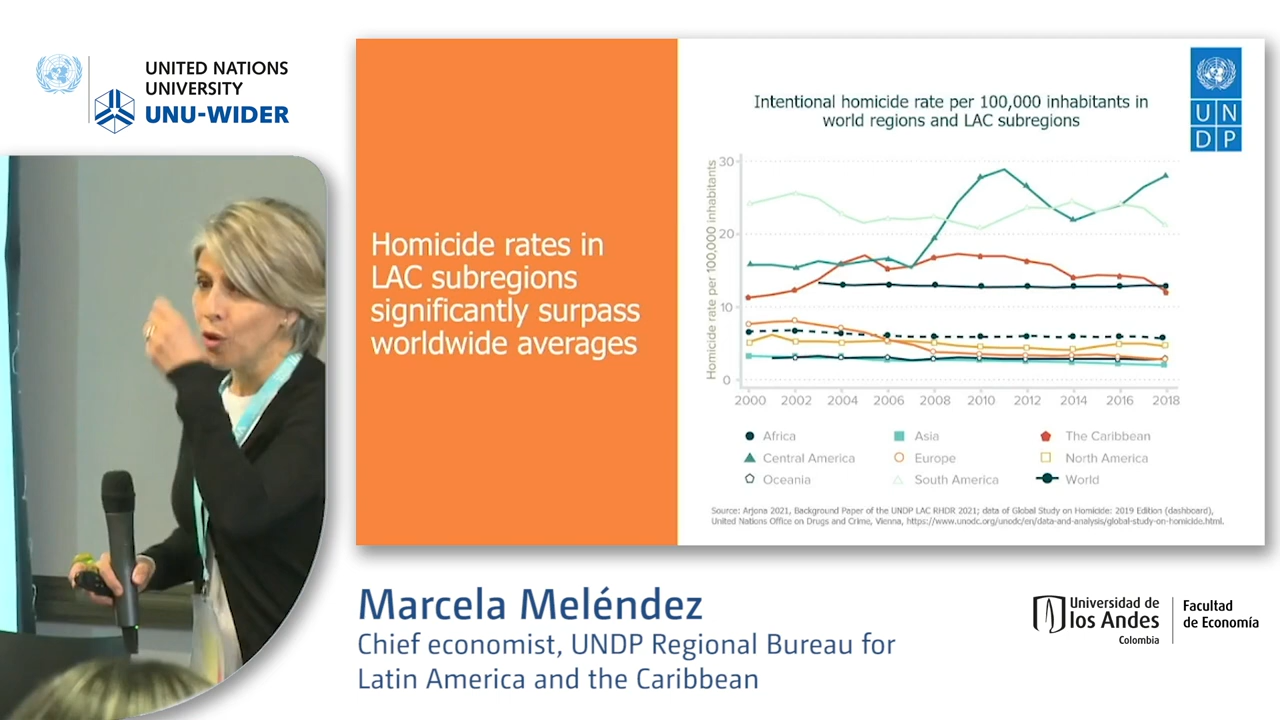 UNITED NATIONS
UNIVERSITY
UNU-WIDER
Homicide rates in
LAC subregions
significantly surpass
worldwide averages
Intentional homicide rate per 100,000 inhabitants in
world regions and LAC subregions
U N
D P
Homicide rate per 100,000 inhabitants
30
20
10
0
2000 2002 2004 2006 2008 2010 2012 2014 2016 2018
Africa Asia The Caribbean
Central America Europe North America
Oceania South America World
Source: Arjona 2021, Background Paper of the UNDP LAC RHDR 2021; data of Global Study on Homicide: 2019 Edition (dashboard),
United Nations Office on Drugs and Crime, Vienna, https://www.unodc.org/unodc/en/data-and-analysis/global-study-on-homicide.html.
Marcela Meléndez
Chief economist, UNDP Regional Bureau for
Latin America and the Caribbean
Universidad de
los Andes
Colombia
Facultad
de Economía